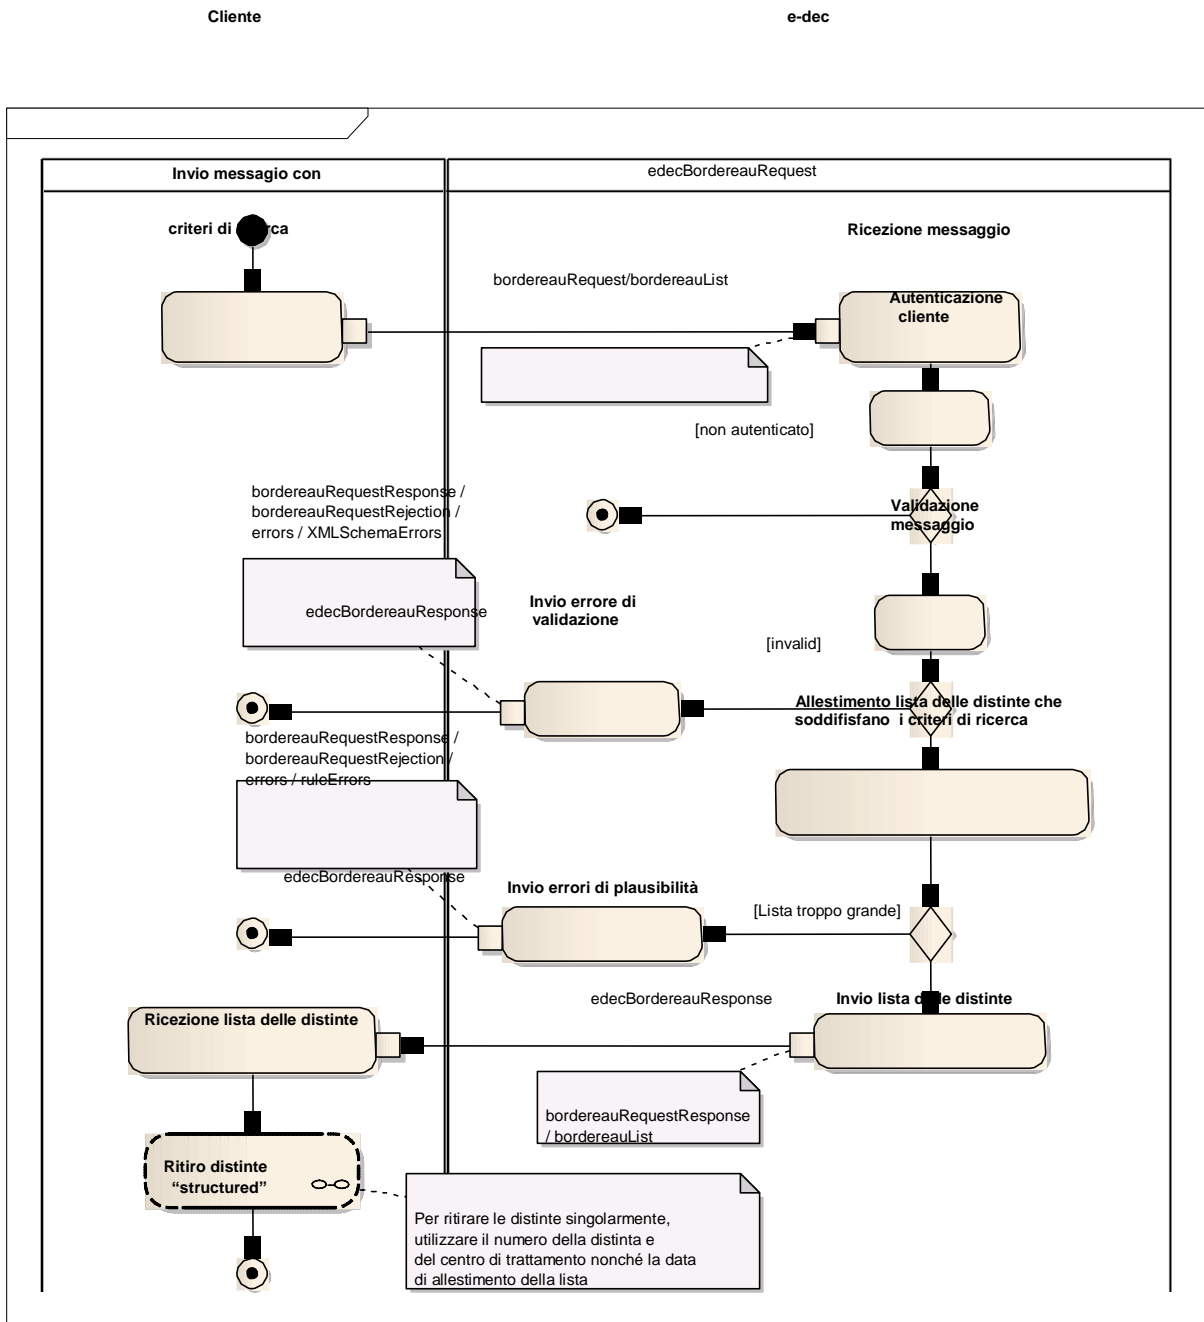 Cliente
e-dec
Invio messagio con
edecBordereauRequest
criteri di rca
Ricezione messaggio
bordereauRequest/bordereauList
Autenticazione
cliente
[non autenticato]
bordereauRequestResponse /
bordereauRequestRejection /
errors / XMLSchemaErrors
Validazione
messaggio
edecBordereauResponse
Invio errore di
validazione
[invalid]
Allestimento lista delle distinte che
soddifisfano i criteri di ricerca
bordereauRequestResponse /
bordereauRequestRejection /
errors / ruleErrors
edecBordereauResponse
Invio errori di plausibilità
[Lista troppo grande]
edecBordereauResponse
Invio lista delle distinte
Ricezione lista delle distinte
bordereauRequestResponse
/ bordereauList
Ritiro distinte
“structured”
Per ritirare le distinte singolarmente,
utilizzare il numero della distinta e
del centro di trattamento nonché la data
di allestimento della lista